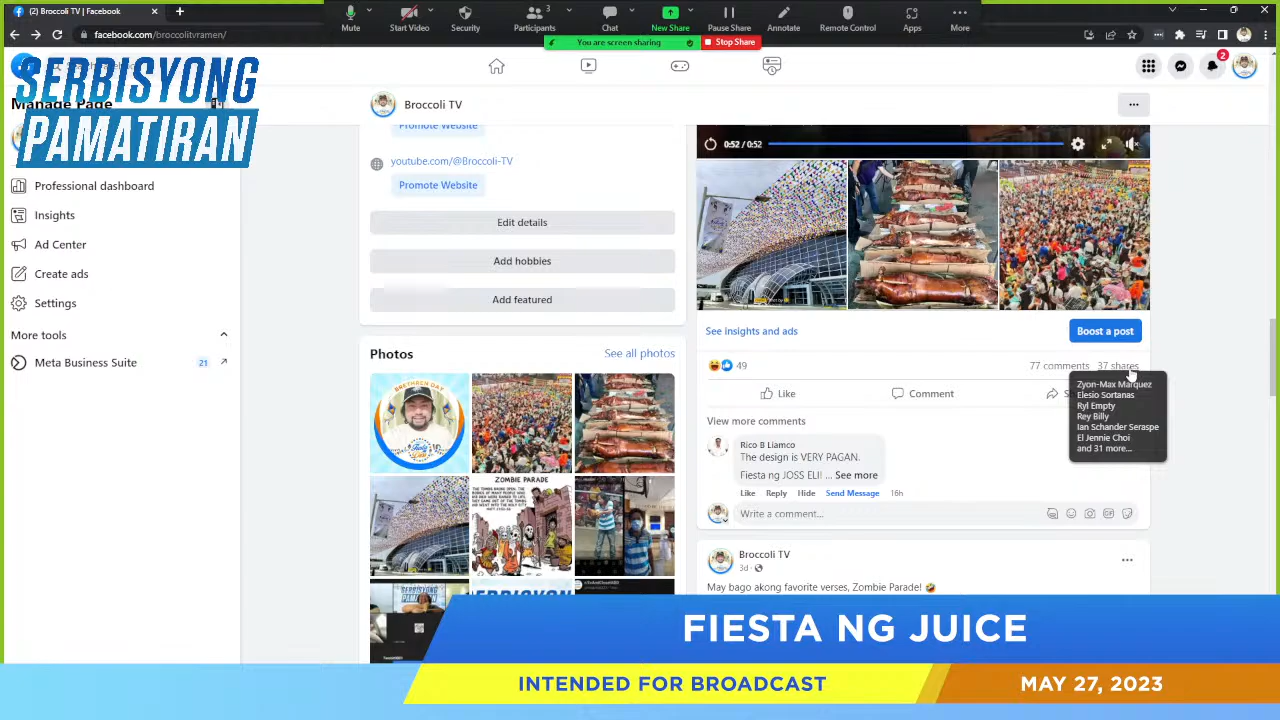 Broccoli TV | Facebook
Mute
Start Video
Security
Participants
3
Chat
New Share
Pause Share
Annotate
Remote Control
Apps
More
facebook.com/broccolitvramen/
You are screen sharing
Stop Share
2
SERBISYONG
PAMATIRAN
Manage Page
Professional dashboard
Insights
Ad Center
Create ads
Settings
More tools
Meta Business Suite
21
Broccoli TV
Promote Website
youtube.com/@Broccoli-TV
Promote Website
Edit details
Add hobbies
Add featured
Photos
See all photos
ZOMBIE PARADE
0:52 / 0:52
See insights and ads
Boost a post
49
77 comments
37 shares
Like
Comment
Zyon-Max Marquez
Elesio Sortanas
Ryl Empty
Rey Billy
Ian Schander Seraspe
El Jennie Choi
and 31 more...
View more comments
Rico B Liamco
The design is VERY PAGAN.
Fiesta ng JOSS ELI! ... See more
Like Reply Hide Send Message 16h
Write a comment...
Broccoli TV
3d
May bago akong favorite verses, Zombie Parade! 🤣
FIESTA NG JUICE
INTENDED FOR BROADCAST
MAY 27, 2023